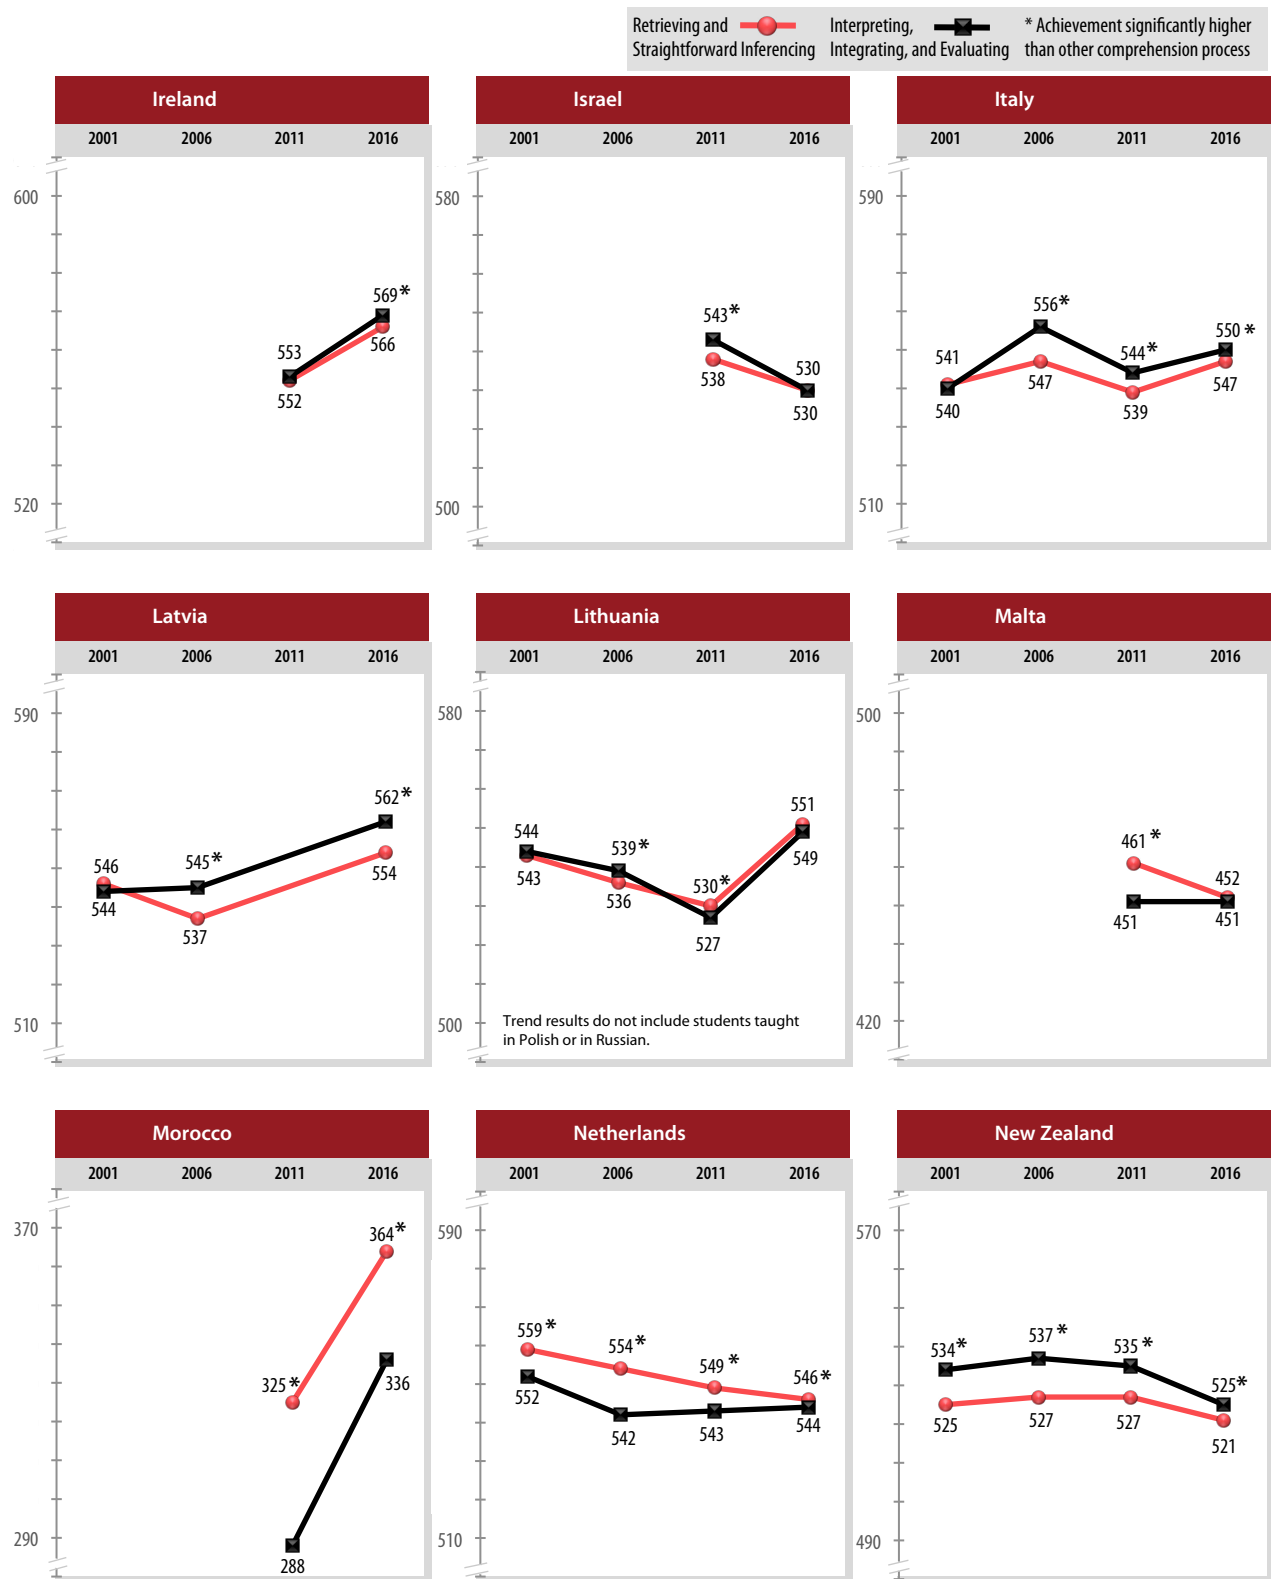 Retrieving and
Straightforward Inferencing
Interpreting,
Integrating, and Evaluating
* Achievement significantly higher
than other comprehension process
Ireland
2001 2006 2011 2016
600
520
569*
566
553
552
Israel
2001 2006 2011 2016
580
500
543*
538
530
530
Italy
2001 2006 2011 2016
590
510
541
540
556*
547
544*
539
550*
547
Latvia
2001 2006 2011 2016
590
510
546
544
545*
537
562*
554
Lithuania
2001 2006 2011 2016
580
500
544
543
539*
536
530*
527
551
549
Trend results do not include students taught
in Polish or in Russian.
Malta
2001 2006 2011 2016
500
420
461*
451
452
451
Morocco
2001 2006 2011 2016
370
290
325*
288
364*
336
Netherlands
2001 2006 2011 2016
590
510
559*
552
554*
542
549*
543
546*
544
New Zealand
2001 2006 2011 2016
570
490
534*
525
537*
527
535*
527
525*
521